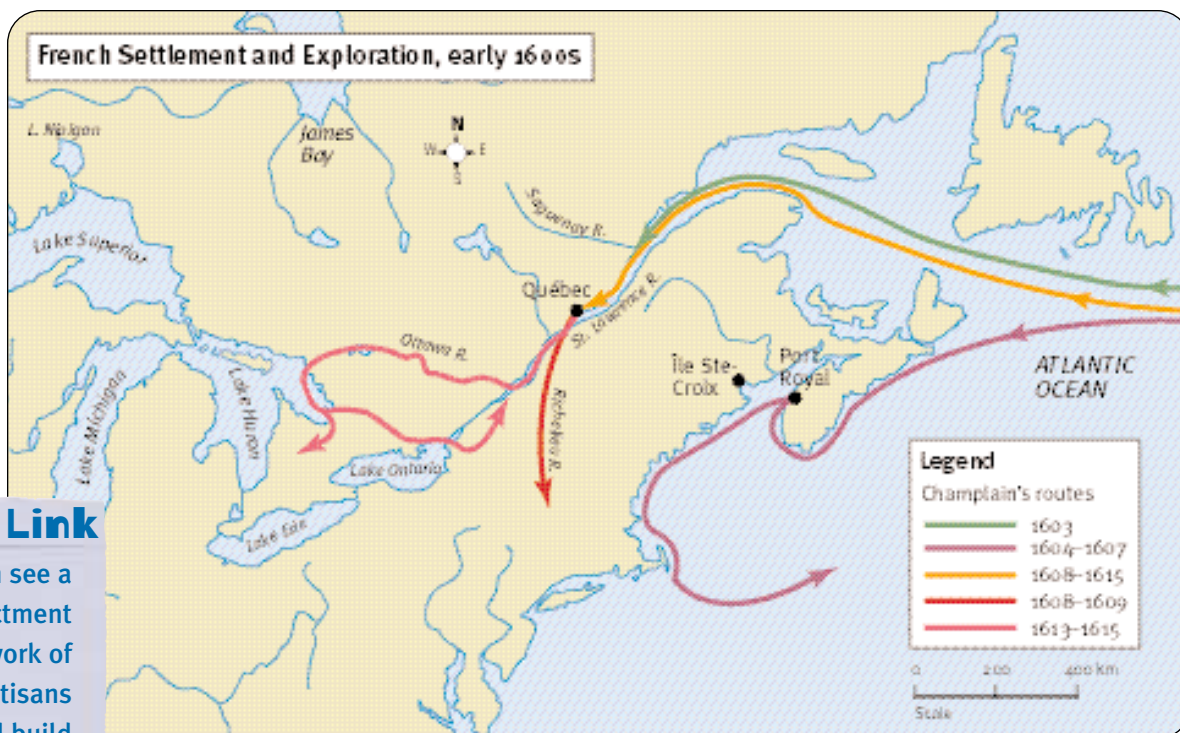 French Settlement and Exploration, early 1600s
L. Nipigon
James
Bay
N
W
E
S
Lake Superior
Saguenay R.
Québec
St. Lawrence R.
Ottawa R.
Île Ste-
Croix
Port
Royal
ATLANTIC
OCEAN
Lake Michigan
Lake Huron
Richelieu R.
Lake Ontario
Lake Erie
Legend
Champlain's routes
1603
1604–1607
1608–1615
1608–1609
1613–1615
0 200 400 km
Scale
Link
see a
tment
work of
tisans
build